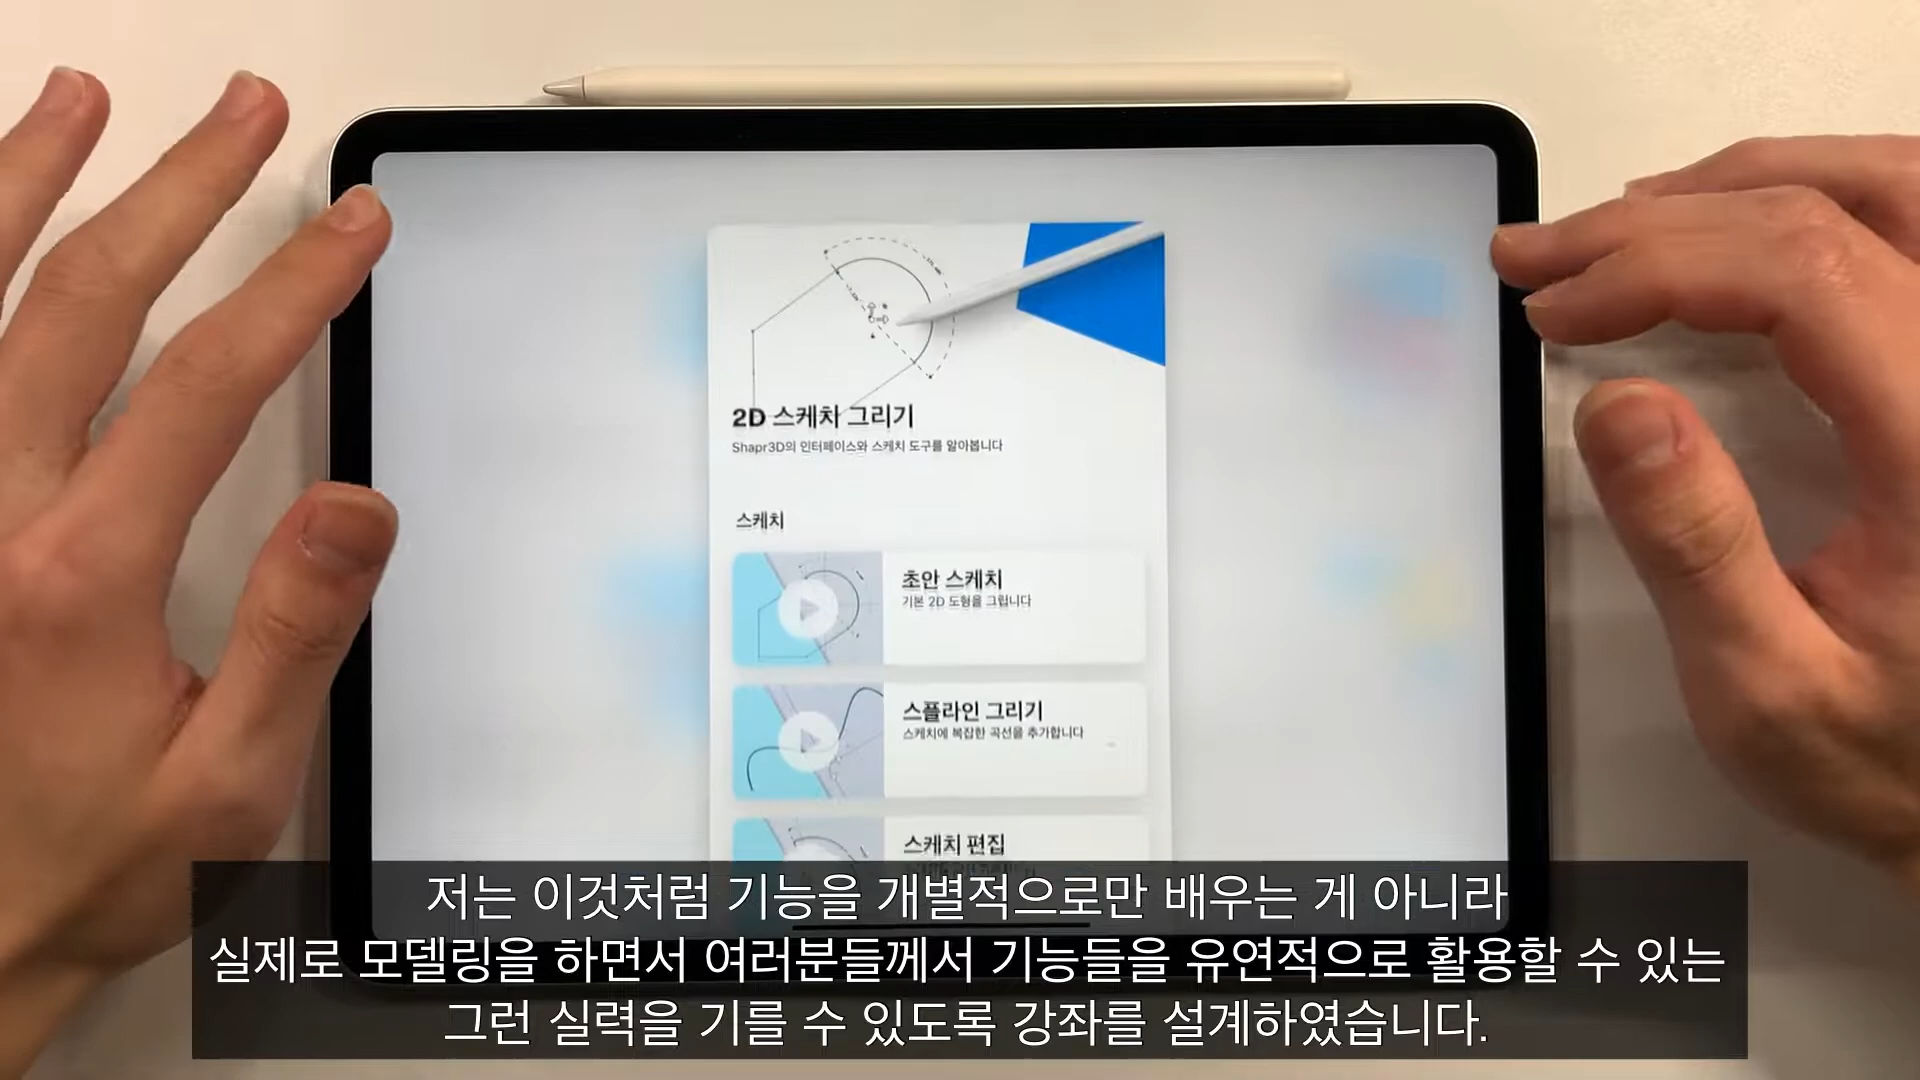 2D 스케치 그리기
Shapr3D의 인터페이스와 스케치 도구를 알아봅니다
스케치
초안 스케치
기본 2D 도형을 그립니다
스플라인 그리기
스케치에 복잡한 곡선을 추가합니다
스케치 편집
저는 이것처럼 기능을 개별적으로만 배우는 게 아니라
실제로 모델링을 하면서 여러분들께서 기능들을 유연적으로 활용할 수 있는
그런 실력을 기를 수 있도록 강좌를 설계하였습니다.